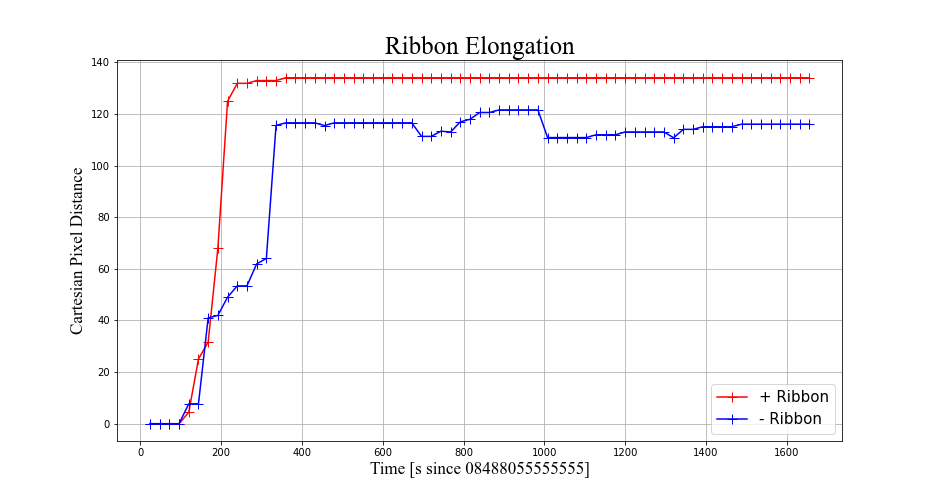 Ribbon Elongation
140
120
100
80
60
40
20
0
Cartesian Pixel Distance
0 200 400 600 800 1000 1200 1400 1600
Time [s since 08488055555555]
+ Ribbon
- Ribbon